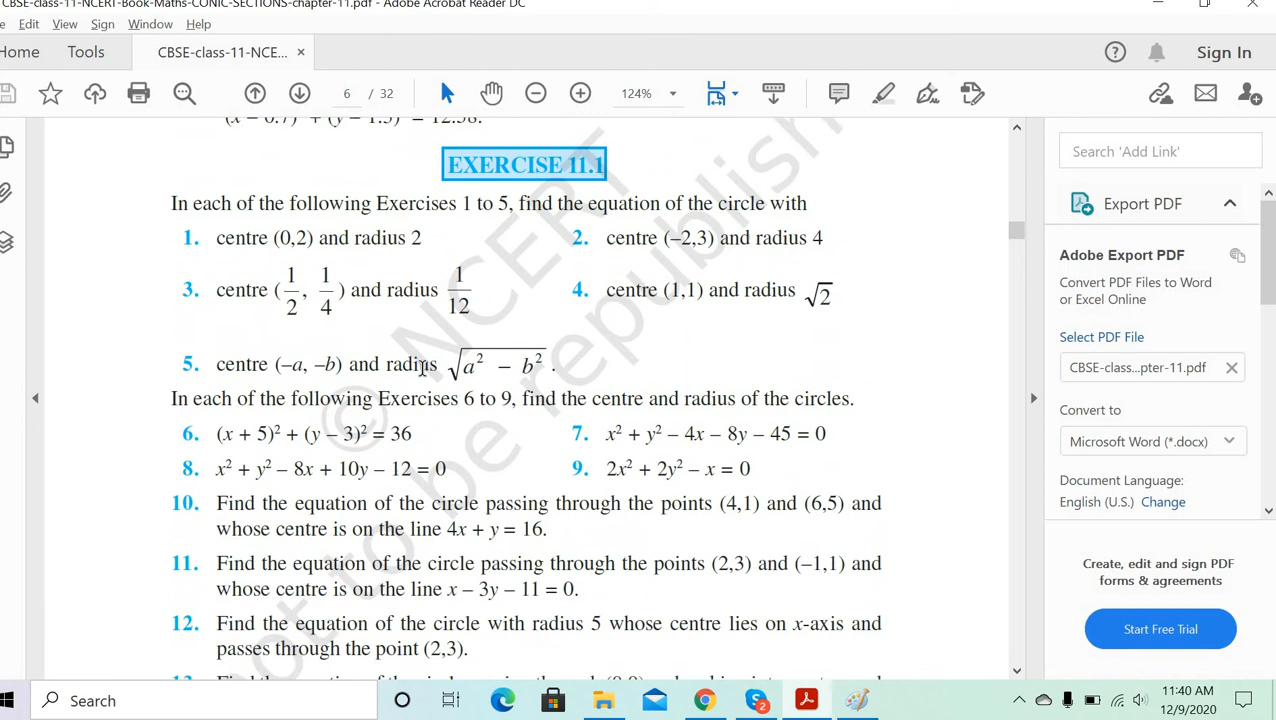 CBSE-class-11-NCERT-Book-Maths-CONIC-SECTIONS-chapter-11.pdf - Adobe Acrobat Reader DC
Edit View Sign Window Help
Home Tools CBSE-class-11-NCE... × Sign In
6 / 32 124%
EXERCISE 11.1
In each of the following Exercises 1 to 5, find the equation of the circle with
1. centre (0,2) and radius 2 2. centre (–2,3) and radius 4
3. centre (1/2, 1/4) and radius 1/12 4. centre (1,1) and radius √2
5. centre (–a, –b) and radius √(a² – b²) .
In each of the following Exercises 6 to 9, find the centre and radius of the circles.
6. (x + 5)² + (y – 3)² = 36 7. x² + y² – 4x – 8y – 45 = 0
8. x² + y² – 8x + 10y – 12 = 0 9. 2x² + 2y² – x = 0
10. Find the equation of the circle passing through the points (4,1) and (6,5) and
whose centre is on the line 4x + y = 16.
11. Find the equation of the circle passing through the points (2,3) and (–1,1) and
whose centre is on the line x – 3y – 11 = 0.
12. Find the equation of the circle with radius 5 whose centre lies on x-axis and
passes through the point (2,3).
© NCERT
not to be republish
Search 'Add Link'
Export PDF
Adobe Export PDF
Convert PDF Files to Word
or Excel Online
Select PDF File
CBSE-class...pter-11.pdf ×
Convert to
Microsoft Word (*.docx)
Document Language:
English (U.S.) Change
Create, edit and sign PDF
forms & agreements
Start Free Trial
Search
2
11:40 AM
12/9/2020